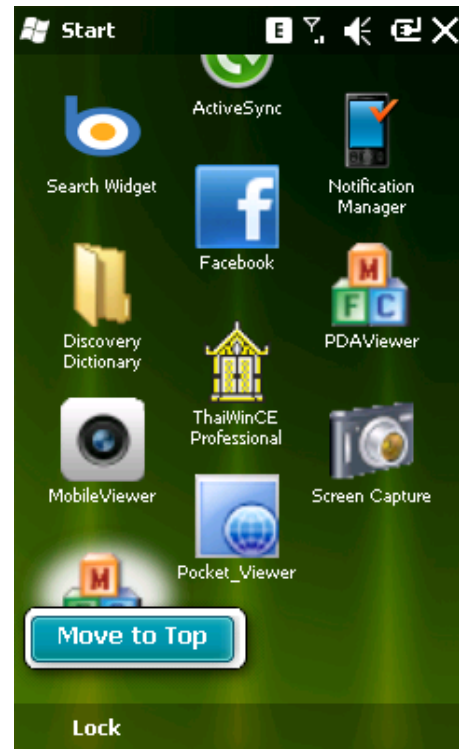 Start
E
ActiveSync
Search Widget
Notification
Manager
f
Facebook
M
F C
Discovery
Dictionary
PDAViewer
ThaiWinCE
Professional
MobileViewer
Screen Capture
Pocket_Viewer
M
Move to Top
Lock